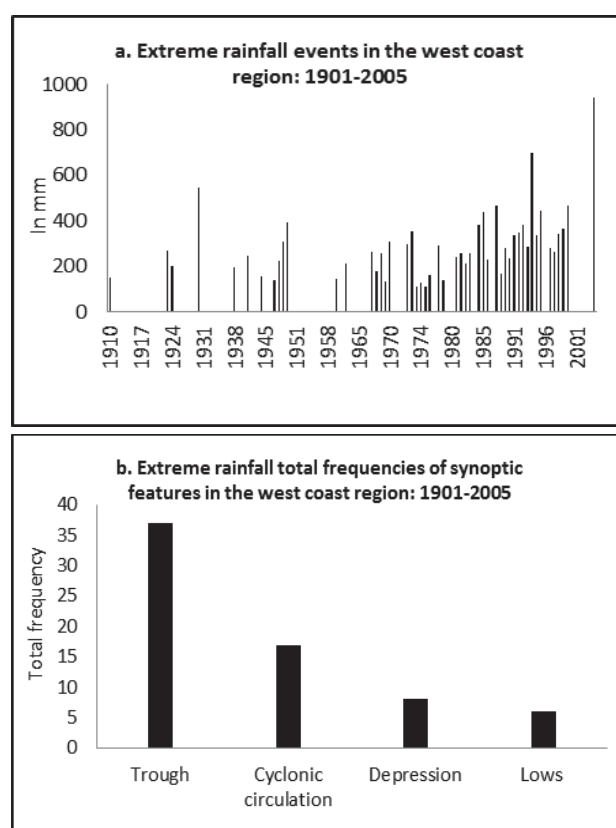 a. Extreme rainfall events in the west coast
region: 1901-2005
In mm
1000
800
600
400
200
0
1910
1917
1924
1931
1938
1945
1951
1958
1965
1970
1974
1980
1985
1991
1996
2001
b. Extreme rainfall total frequencies of synoptic
features in the west coast region: 1901-2005
Total frequency
40
35
30
25
20
15
10
5
0
Trough
Cyclonic
circulation
Depression
Lows